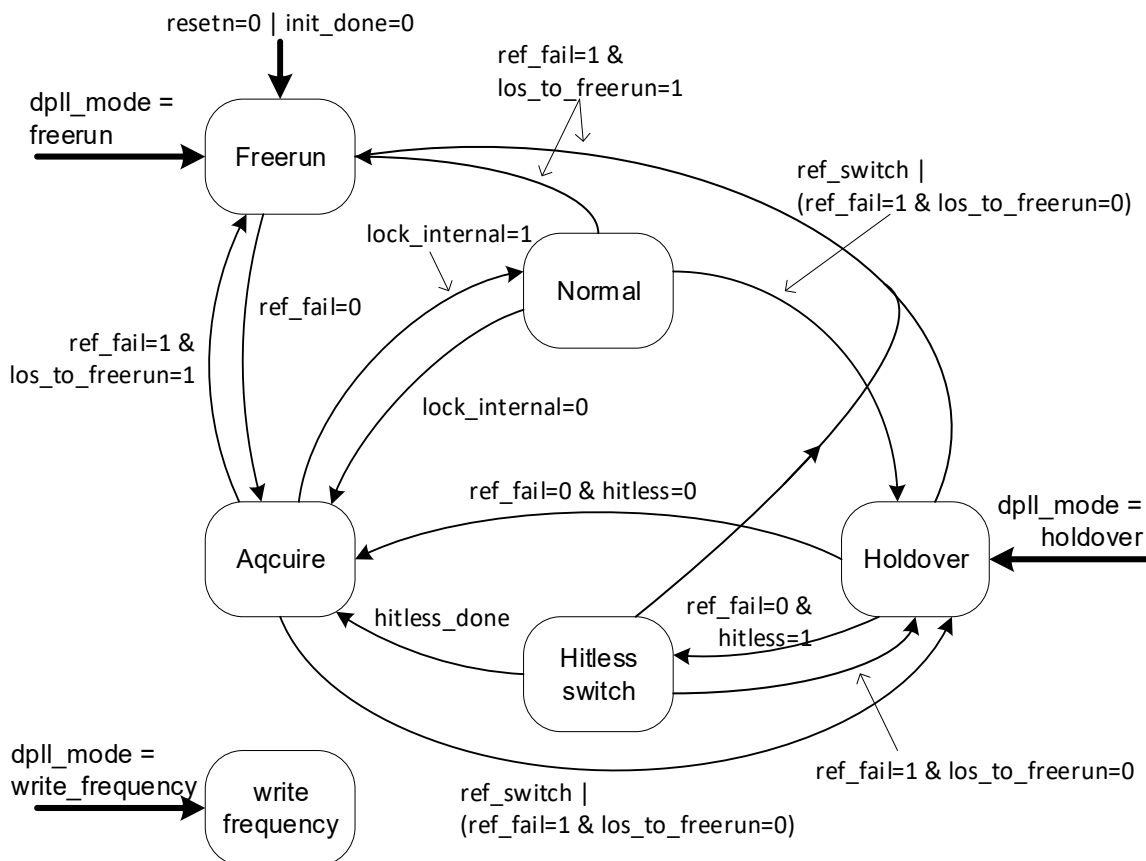 resetn=0 | init_done=0
ref_fail=1 &
los_to_freerun=1
dpll_mode =
freerun
Freerun
ref_switch |
(ref_fail=1 & los_to_freerun=0)
lock_internal=1
Normal
ref_fail=0
ref_fail=1 &
los_to_freerun=1
lock_internal=0
ref_fail=0 & hitless=0
dpll_mode =
holdover
Aqcuire
Holdover
hitless_done
ref_fail=0 &
hitless=1
Hitless
switch
dpll_mode =
write_frequency
write
frequency
ref_switch |
(ref_fail=1 & los_to_freerun=0)
ref_fail=1 & los_to_freerun=0